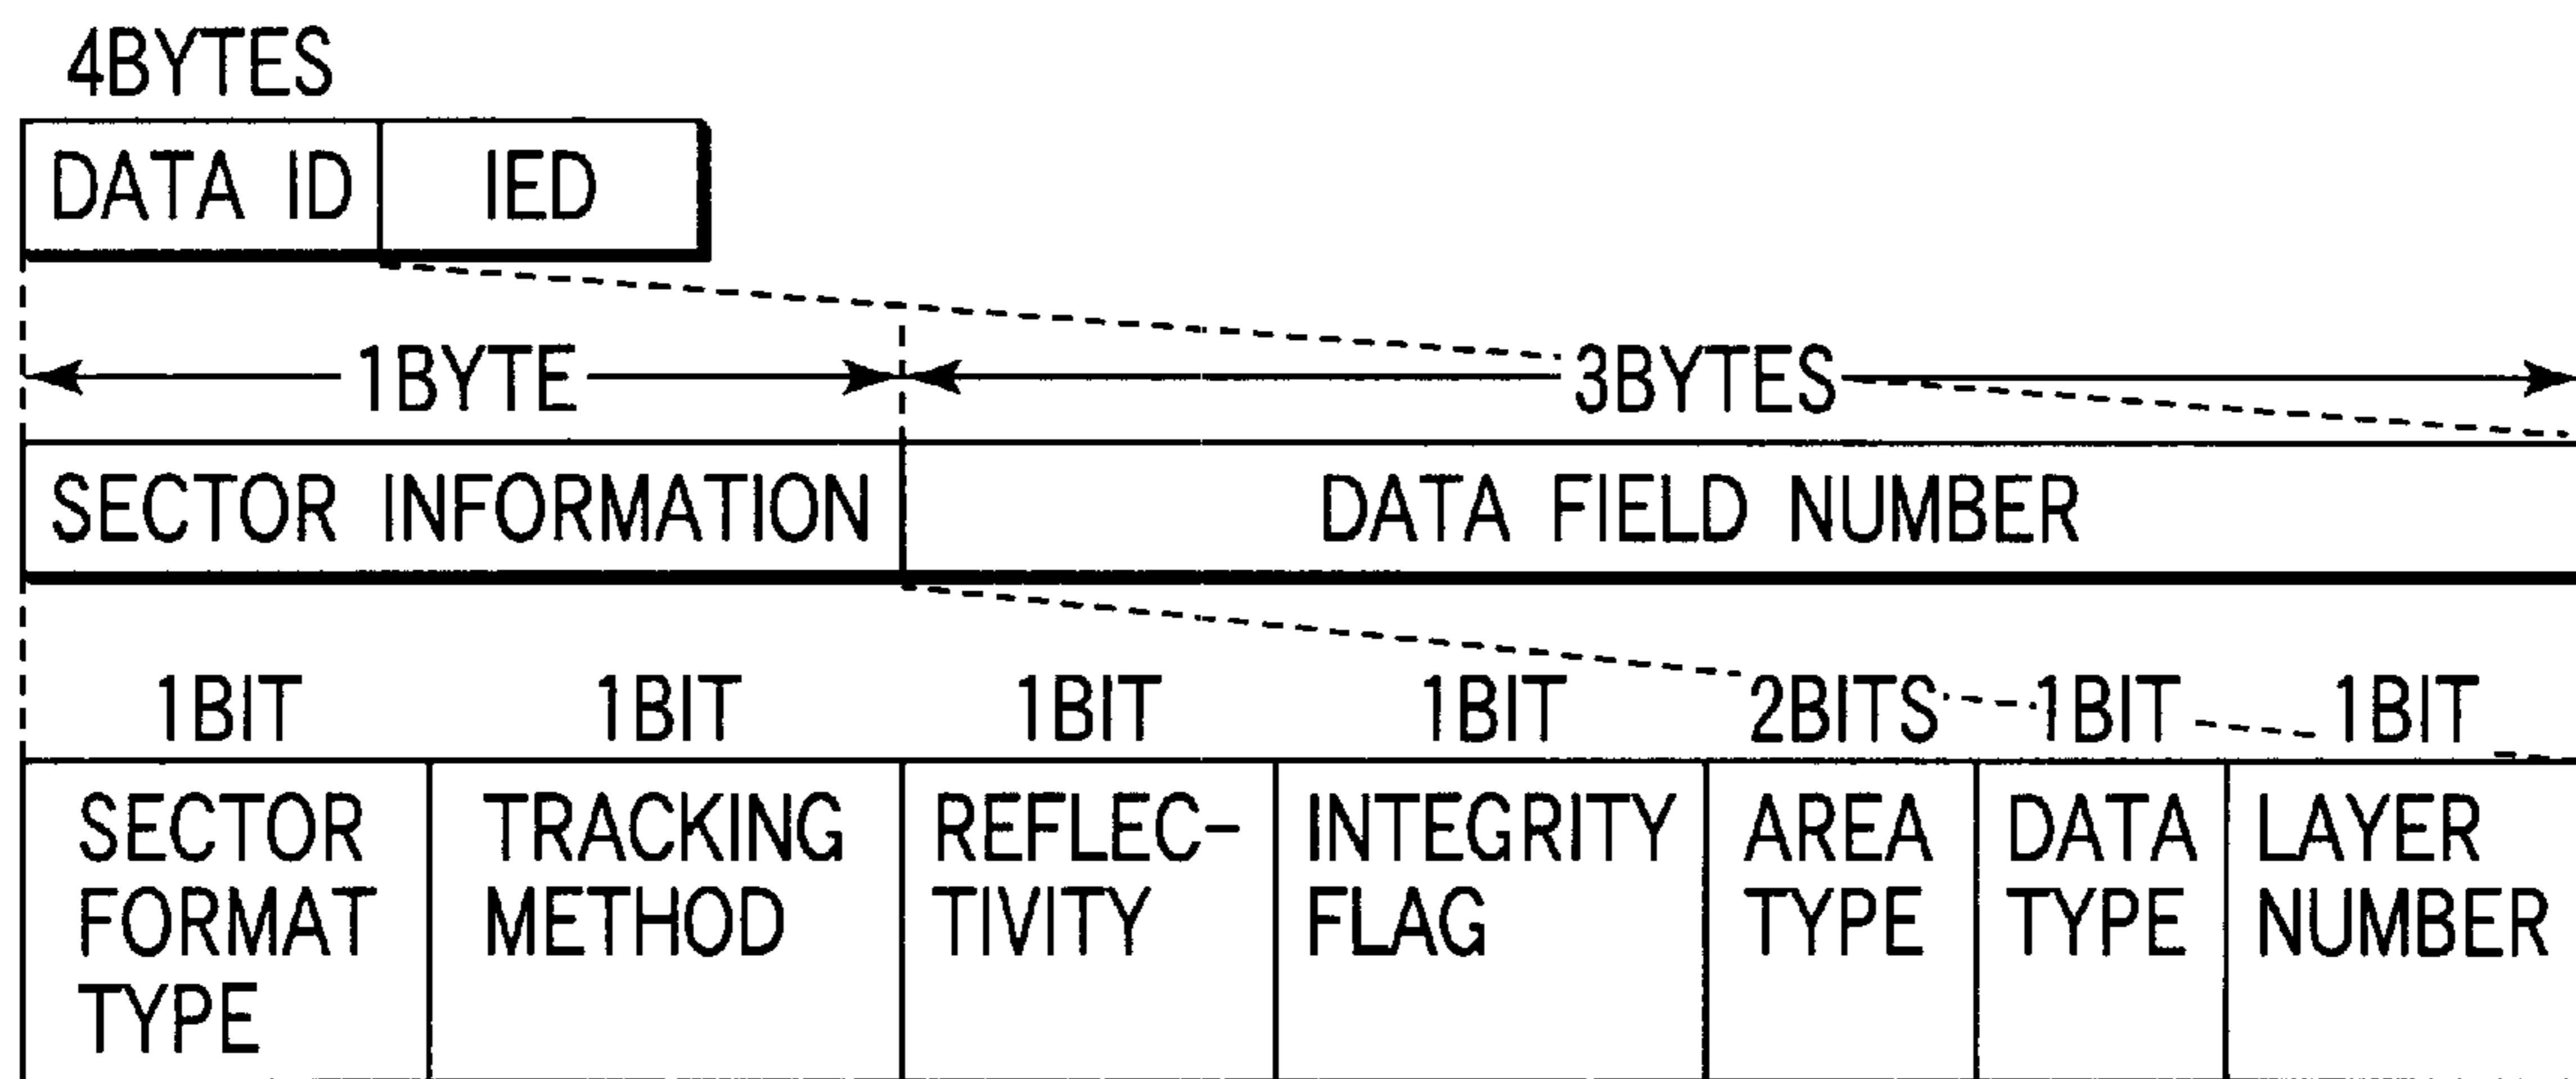 4BYTES
DATA ID IED
1BYTE 3BYTES
SECTOR INFORMATION DATA FIELD NUMBER
1BIT 1BIT 1BIT 1BIT 2BITS 1BIT 1BIT
SECTOR FORMAT TYPE
TRACKING METHOD
REFLEC-
TIVITY
INTEGRITY FLAG
AREA TYPE
DATA TYPE
LAYER NUMBER